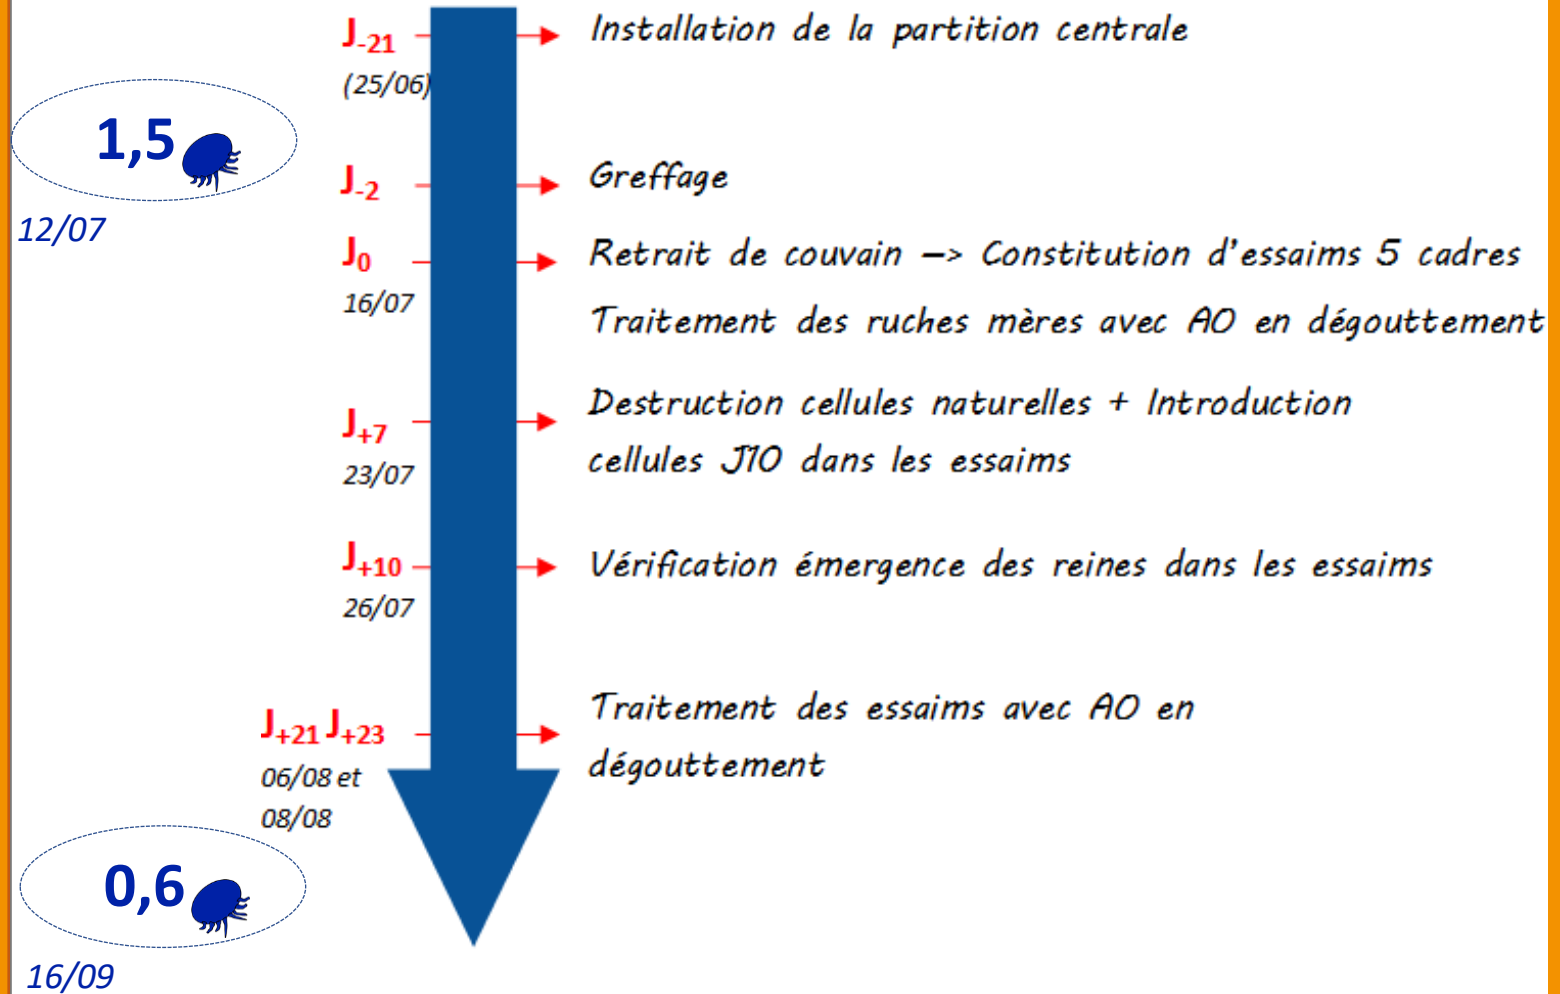 J-21
Installation de la partition centrale
(25/06)
1,5
12/07
J-2
Greffage
J0
Retrait de couvain –> Constitution d'essaims 5 cadres
16/07
Traitement des ruches mères avec AO en dégouttement
J+7
Destruction cellules naturelles + Introduction
23/07
cellules J10 dans les essaims
J+10
Vérification émergence des reines dans les essaims
26/07
J+21 J+23
Traitement des essaims avec AO en
06/08 et
dégouttement
08/08
0,6
16/09